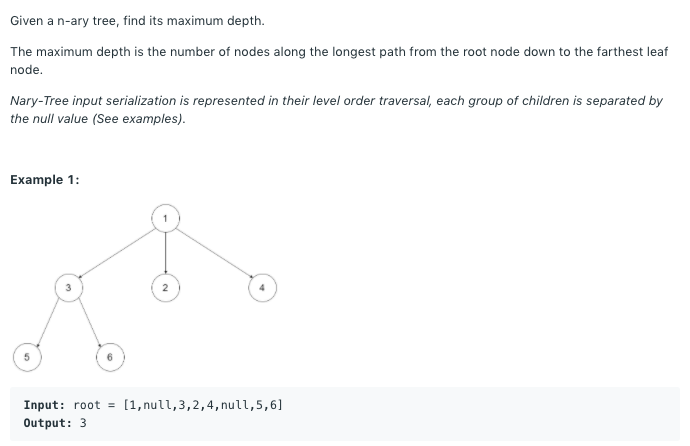 Given a n-ary tree, find its maximum depth.
The maximum depth is the number of nodes along the longest path from the root node down to the farthest leaf
node.
Nary-Tree input serialization is represented in their level order traversal, each group of children is separated by
the null value (See examples).
Example 1:
1
3 2 4
5 6
Input: root = [1,null,3,2,4,null,5,6]
Output: 3